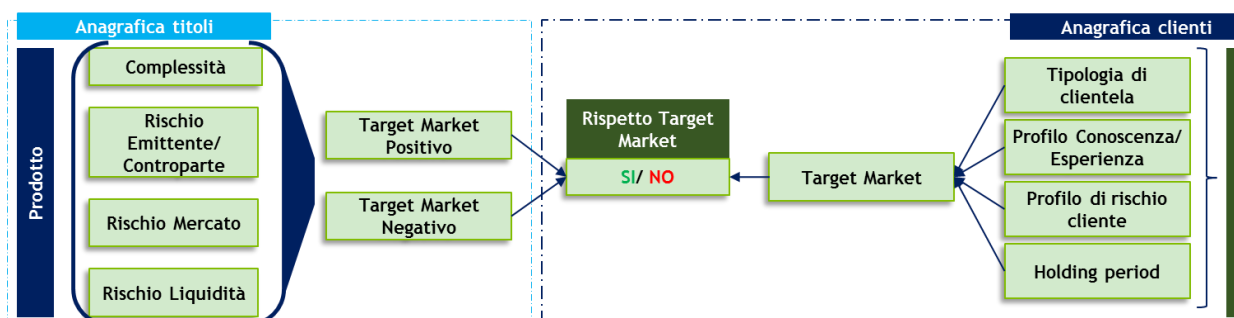 Anagrafica titoli
Prodotto
Complessità
Rischio
Emittente/
Controparte
Rischio Mercato
Rischio Liquidità
Target Market
Positivo
Target Market
Negativo
Rispetto Target
Market
SI/ NO
Target Market
Anagrafica clienti
Tipologia di
clientela
Profilo Conoscenza/
Esperienza
Profilo di rischio
cliente
Holding period